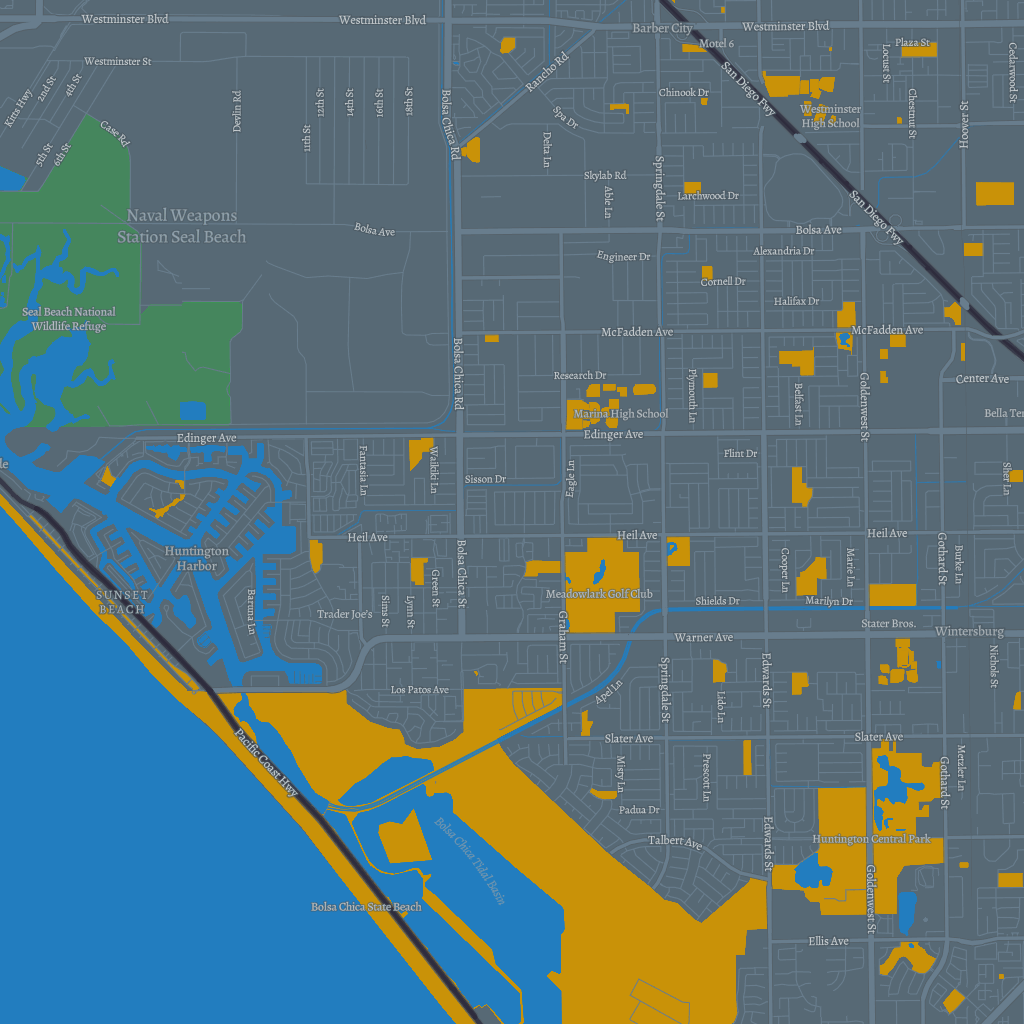 Westminster Blvd
Westminster Blvd
Barber City
Westminster Blvd
Motel 6
Plaza St
Locust St
Cedarwood St
Westminster St
2nd St
4th St
Kitts Hwy
Rancho Rd
San Diego Fwy
Chinook Dr
Devjin Rd
12th St
14th St
16th St
18th St
Bolsa Chica Rd
Spa Dr
Westminster
High School
Chestnut St
Hoover St
Case Rd
11th St
5th St
6th St
Delta Ln
Skylab Rd
Springdale St
Able Ln
Larchwood Dr
San Diego Fwy
Naval Weapons
Station Seal Beach
Bolsa Ave
Bolsa Ave
Engineer Dr
Alexandria Dr
Cornell Dr
Halifax Dr
Seal Beach National
Wildlife Refuge
McFadden Ave
McFadden Ave
Bolsa Chica Rd
Research Dr
Plymouth Ln
Belfast Ln
Goldenwest St
Center Ave
Marina High School
Bella Ter
Edinger Ave
Edinger Ave
Fantasia Ln
Waikiki Ln
Sisson Dr
Eagle Ln
Flint Dr
Sher Ln
de
Heil Ave
Heil Ave
Heil Ave
Huntington
Harbor
Bolsa Chica St
Green St
Cooper Ln
Marie Ln
Gothard St
Burke Ln
SUNSET
BEACH
Baruna Ln
Sims St
Lynn St
Meadowlark Golf Club
Shields Dr
Marilyn Dr
Trader Joe's
Graham St
Warner Ave
Stater Bros.
Wintersburg
Los Patos Ave
Apel Ln
Springdale St
Lido Ln
Edwards St
Nichols St
Pacific Coast Hwy
Slater Ave
Slater Ave
Misty Ln
Prescott Ln
Gothard St
Metzler Ln
Padua Dr
Bolsa Chica Tidal Basin
Talbert Ave
Edwards St
Huntington Central Park
Goldenwest St
Bolsa Chica State Beach
Ellis Ave